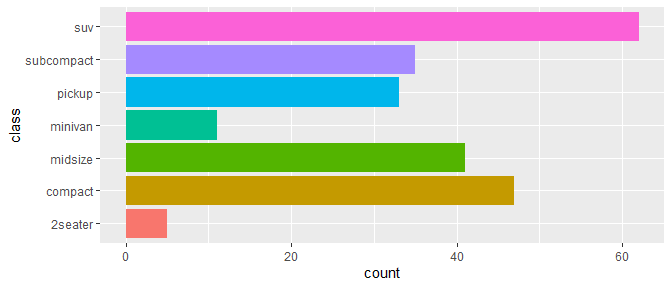 suv
subcompact
pickup
minivan
midsize
compact
2seater
class
0 20 40 60
count